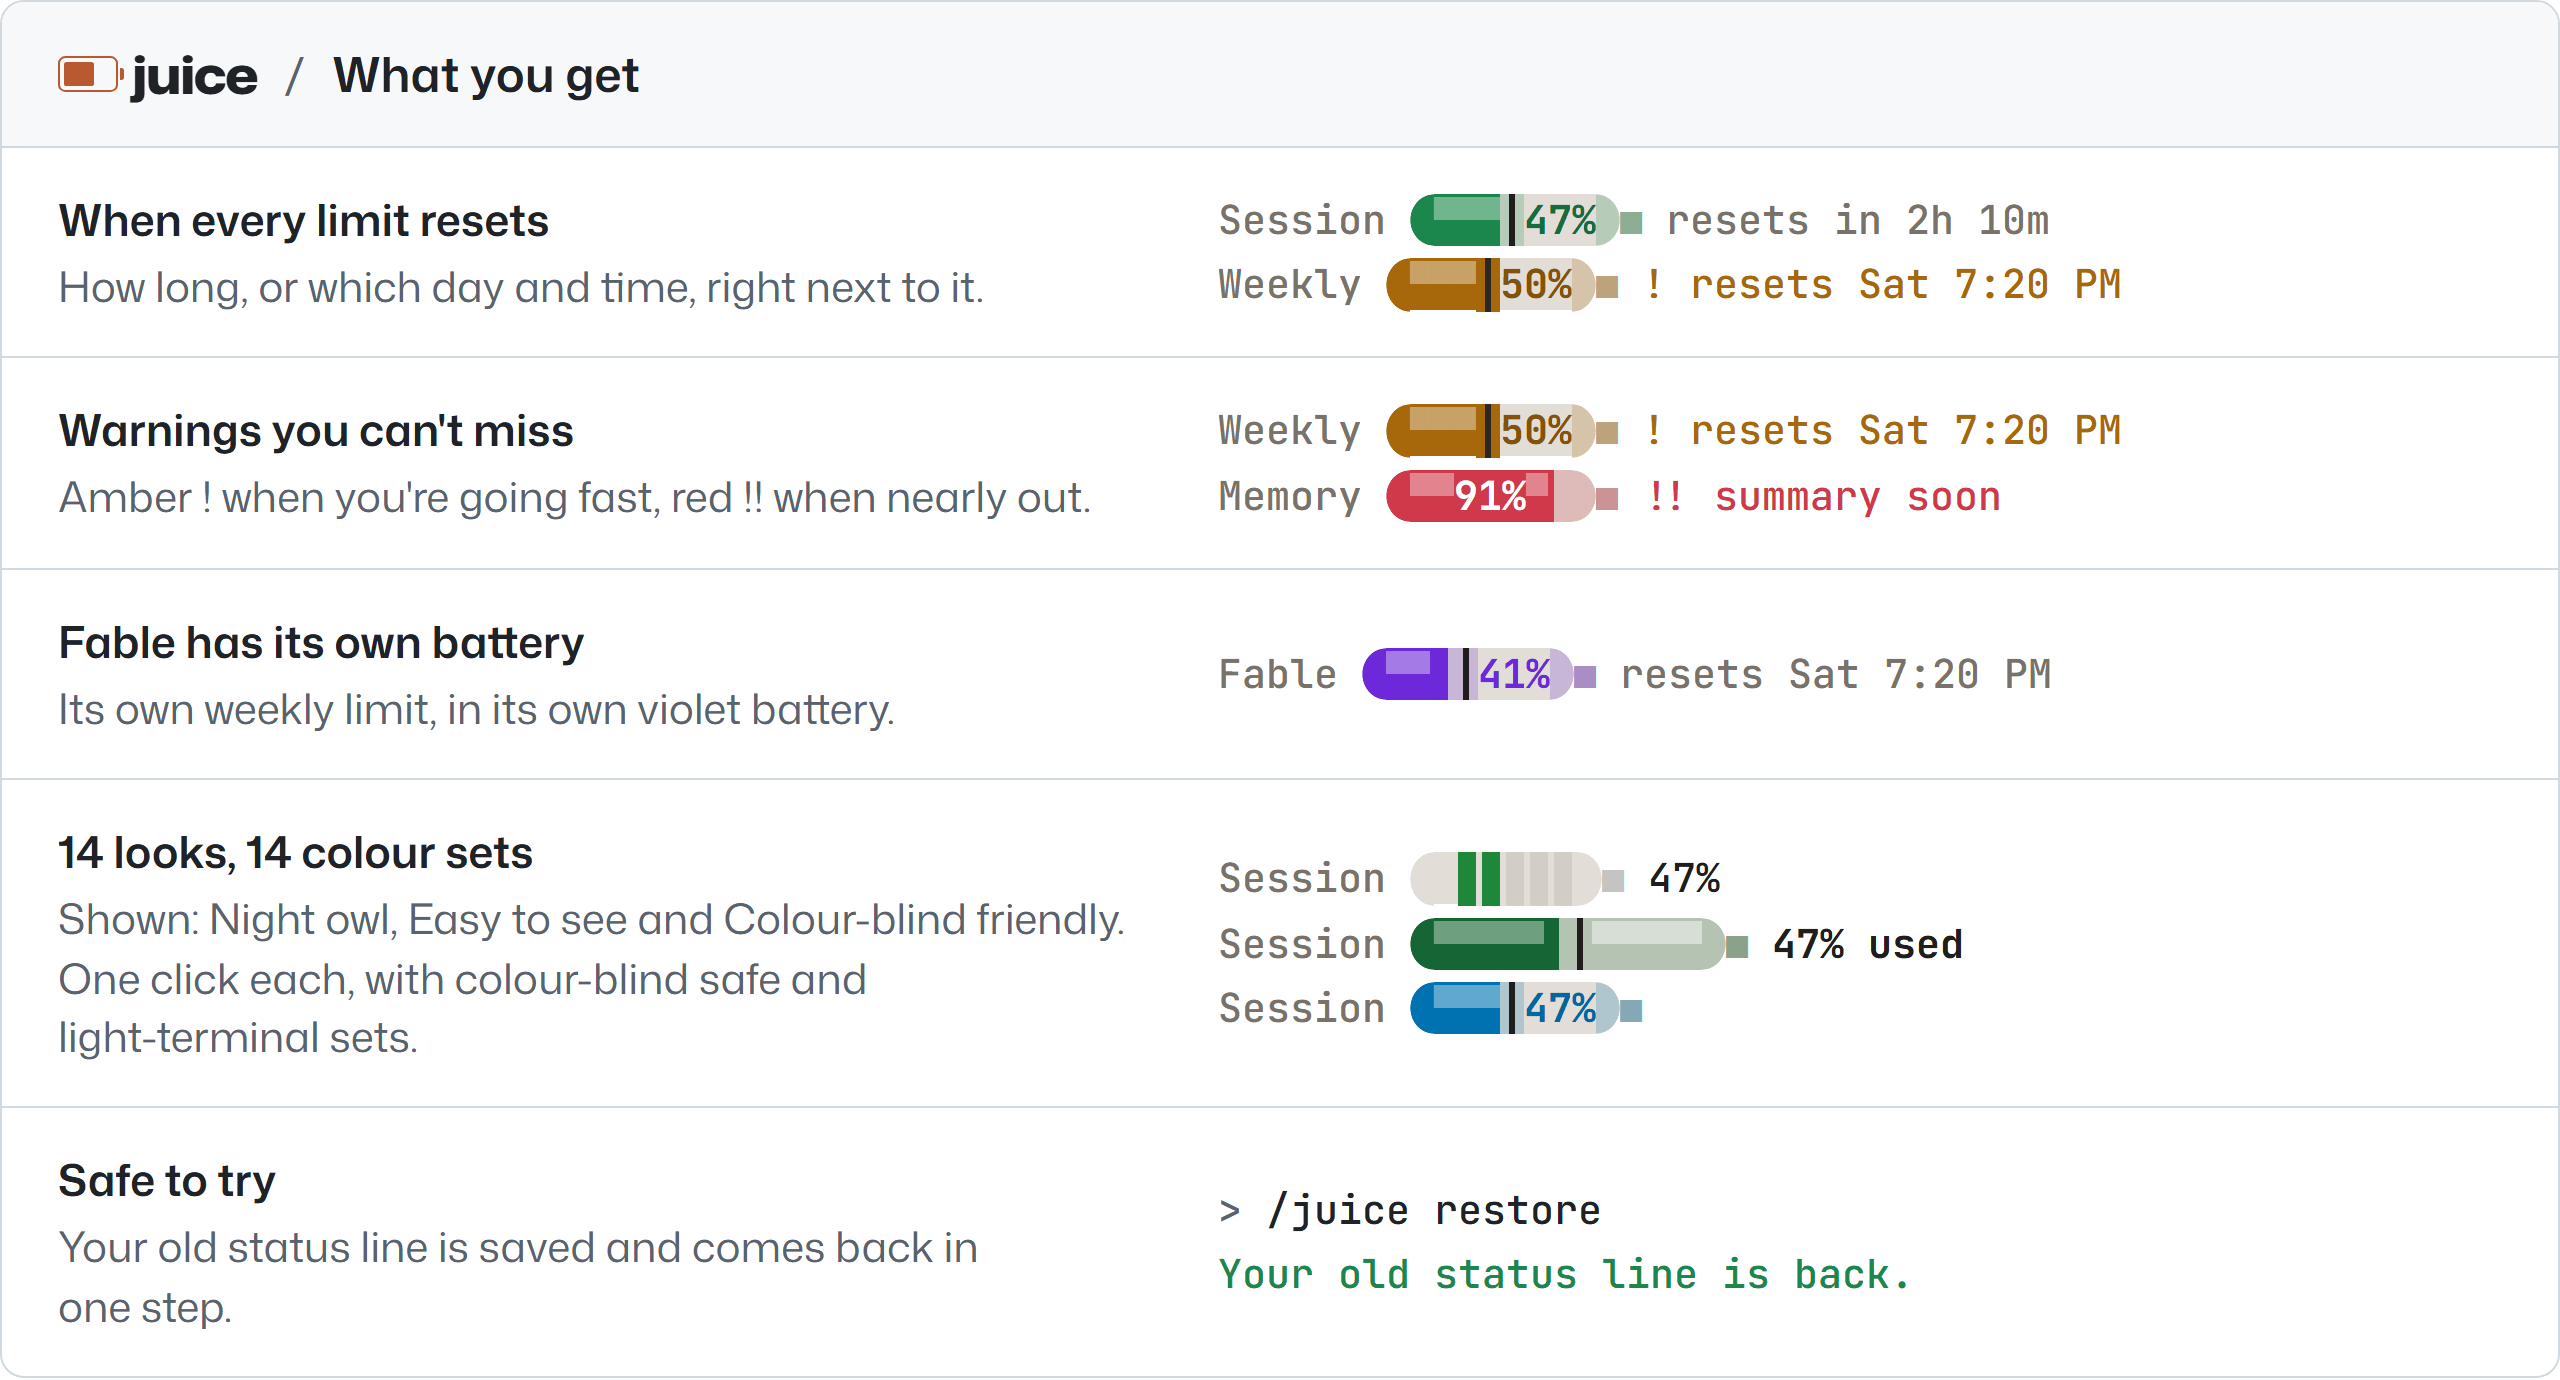 juice / What you get
When every limit resets
How long, or which day and time, right next to it.
Session 47% resets in 2h 10m
Weekly 50% ! resets Sat 7:20 PM
Warnings you can't miss
Amber ! when you're going fast, red !! when nearly out.
Weekly 50% ! resets Sat 7:20 PM
Memory 91% !! summary soon
Fable has its own battery
Its own weekly limit, in its own violet battery.
Fable 41% resets Sat 7:20 PM
14 looks, 14 colour sets
Shown: Night owl, Easy to see and Colour-blind friendly.
One click each, with colour-blind safe and
light-terminal sets.
Session 47%
Session 47% used
Session 47%
Safe to try
Your old status line is saved and comes back in
one step.
> /juice restore
Your old status line is back.